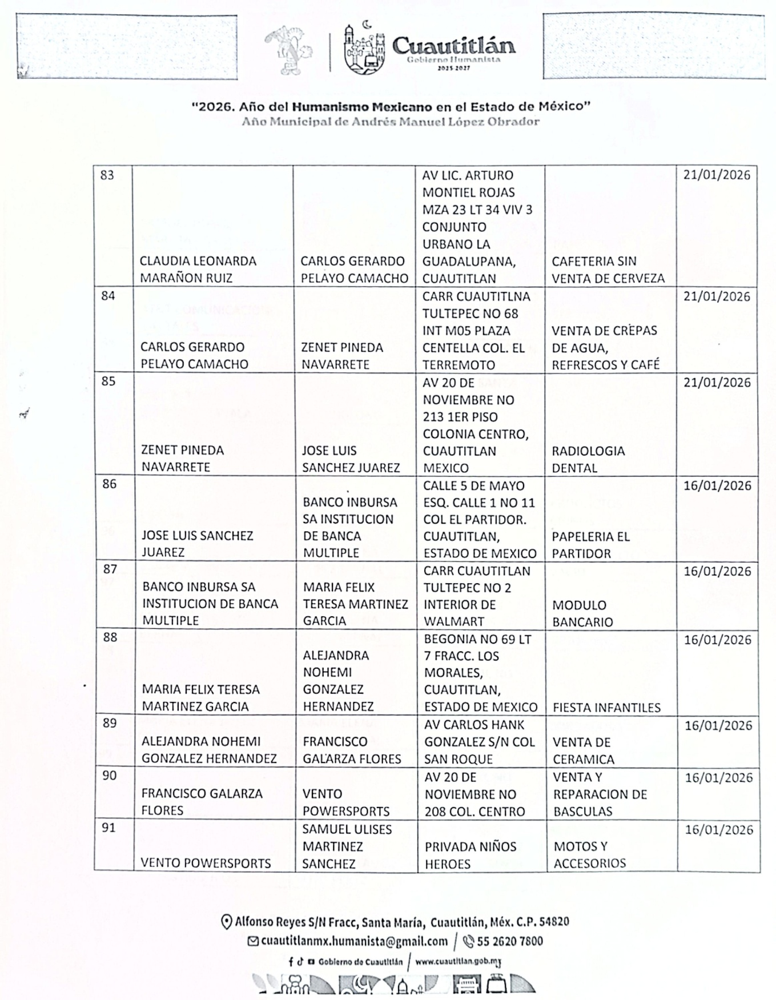 Cuautitlán
Gobierno Humanista
2025-2027
“2026. Año del Humanismo Mexicano en el Estado de México”
Año Municipal de Andrés Manuel López Obrador
83
CLAUDIA LEONARDA
MARAÑON RUIZ
CARLOS GERARDO
PELAYO CAMACHO
AV LIC. ARTURO
MONTIEL ROJAS
MZA 23 LT 34 VIV 3
CONJUNTO
URBANO LA
GUADALUPANA,
CUAUTITLAN
CAFETERIA SIN
VENTA DE CERVEZA
21/01/2026
84
CARLOS GERARDO
PELAYO CAMACHO
ZENET PINEDA
NAVARRETE
CARR CUAUTITLNA
TULTEPEC NO 68
INT M05 PLAZA
CENTELLA COL. EL
TERREMOTO
VENTA DE CREPAS
DE AGUA,
REFRESCOS Y CAFÉ
21/01/2026
85
ZENET PINEDA
NAVARRETE
JOSE LUIS
SANCHEZ JUAREZ
AV 20 DE
NOVIEMBRE NO
213 1ER PISO
COLONIA CENTRO,
CUAUTITLAN
MEXICO
RADIOLOGIA
DENTAL
21/01/2026
86
JOSE LUIS SANCHEZ
JUAREZ
BANCO INBURSA
SA INSTITUCION
DE BANCA
MULTIPLE
CALLE 5 DE MAYO
ESQ. CALLE 1 NO 11
COL EL PARTIDOR.
CUAUTITLAN,
ESTADO DE MEXICO
PAPELERIA EL
PARTIDOR
16/01/2026
87
BANCO INBURSA SA
INSTITUCION DE BANCA
MULTIPLE
MARIA FELIX
TERESA MARTINEZ
GARCIA
CARR CUAUTITLAN
TULTEPEC NO 2
INTERIOR DE
WALMART
MODULO
BANCARIO
16/01/2026
88
MARIA FELIX TERESA
MARTINEZ GARCIA
ALEJANDRA
NOHEMI
GONZALEZ
HERNANDEZ
BEGONIA NO 69 LT
7 FRACC. LOS
MORALES,
CUAUTITLAN,
ESTADO DE MEXICO
FIESTA INFANTILES
16/01/2026
89
ALEJANDRA NOHEMI
GONZALEZ HERNANDEZ
FRANCISCO
GALARZA FLORES
AV CARLOS HANK
GONZALEZ S/N COL
SAN ROQUE
VENTA DE
CERAMICA
16/01/2026
90
FRANCISCO GALARZA
FLORES
VENTO
POWERSPORTS
AV 20 DE
NOVIEMBRE NO
208 COL. CENTRO
VENTA Y
REPARACION DE
BASCULAS
16/01/2026
91
VENTO POWERSPORTS
SAMUEL ULISES
MARTINEZ
SANCHEZ
PRIVADA NIÑOS
HEROES
MOTOS Y
ACCESORIOS
16/01/2026
Alfonso Reyes S/N Fracc, Santa María, Cuautitlán, Méx. C.P. 54820
cuautitlanmx.humanista@gmail.com / 55 2620 7800
Gobierno de Cuautitlán / www.cuautitlan.gob.mx